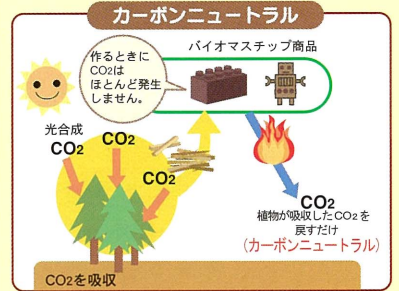 カーボンニュートラル
バイオマスチップ商品
作るときに
CO2は
ほとんど発生
しません。
光合成
CO2
CO2
CO2
CO2
植物が吸収したCO2を
戻すだけ
(カーボンニュートラル)
CO2を吸収